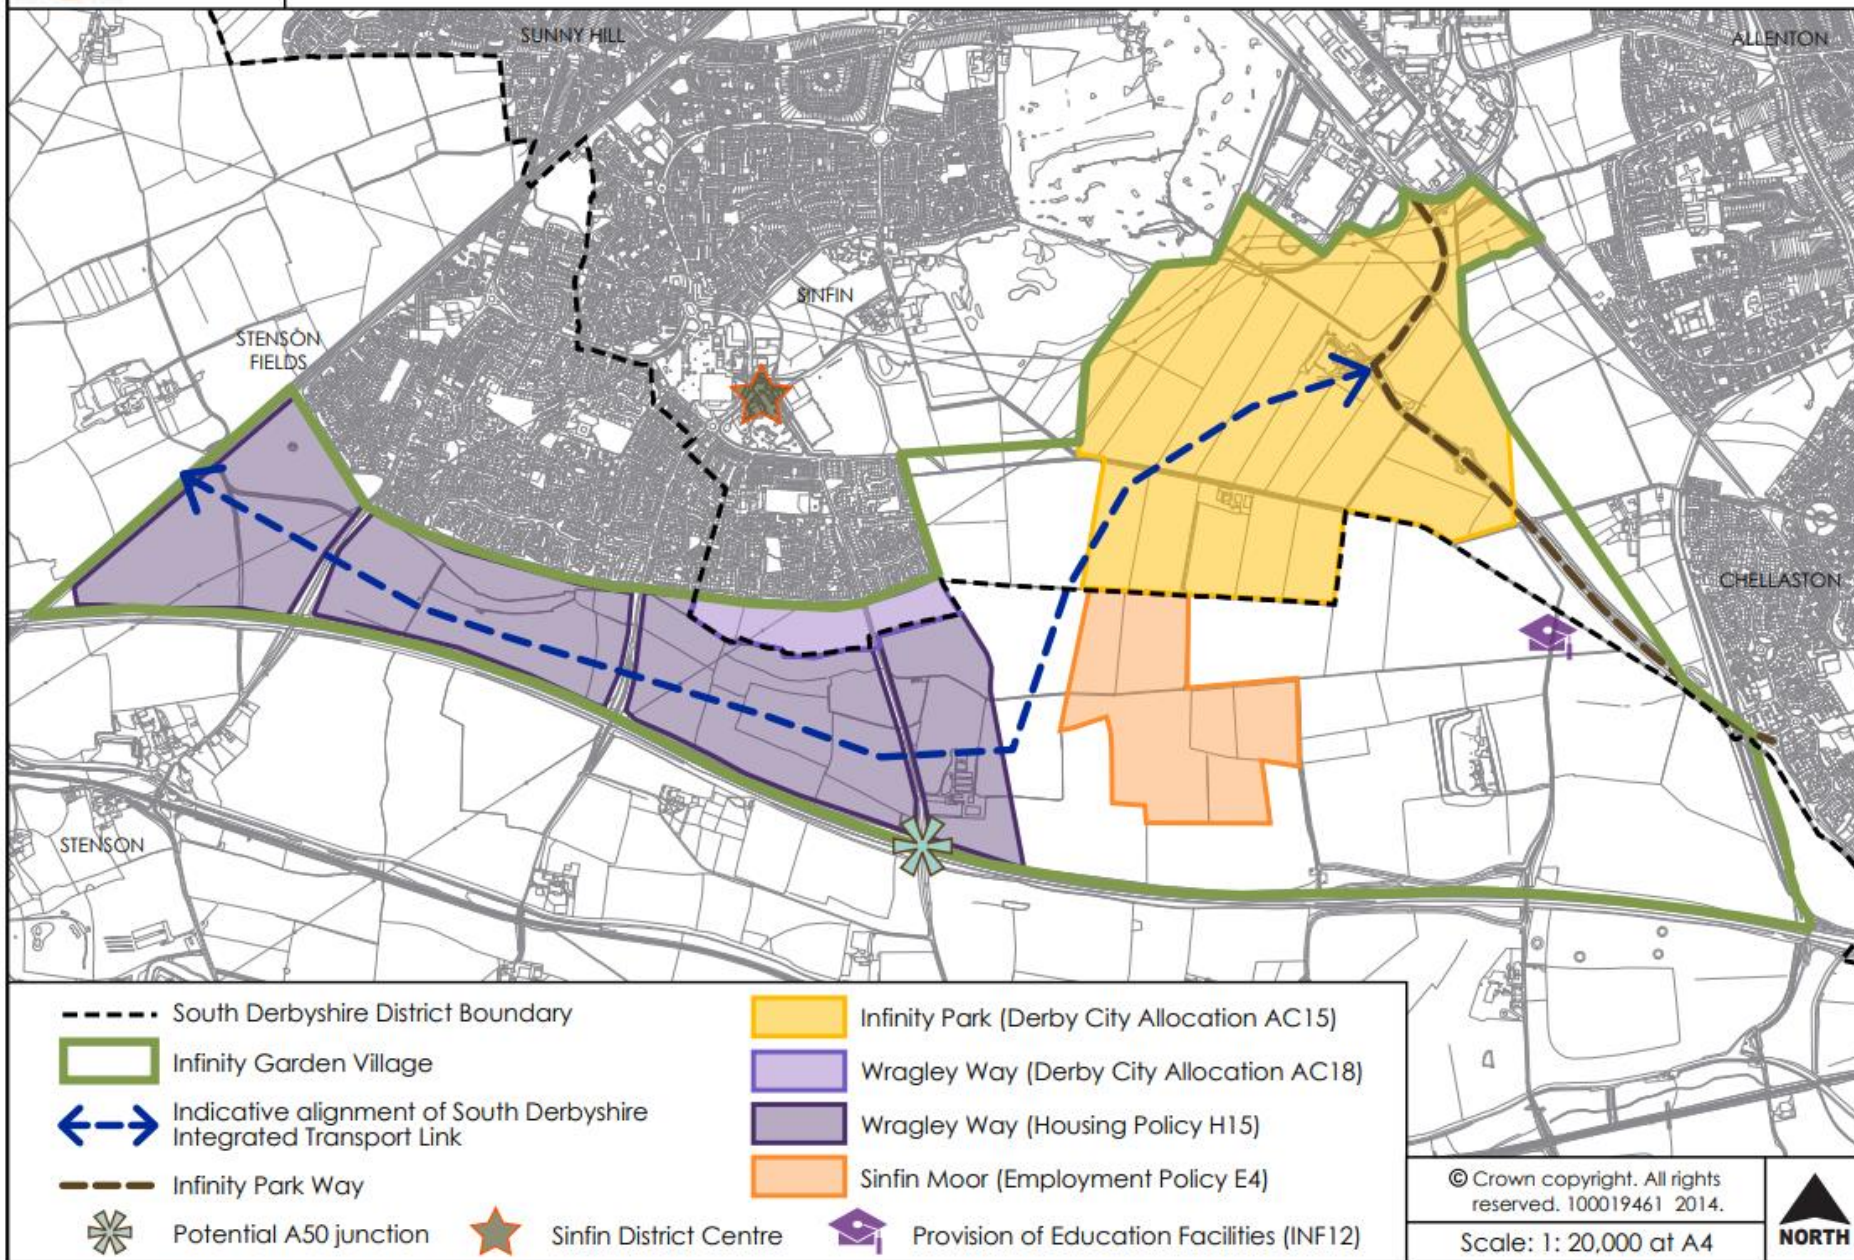 SUNNY HILL
ALLENTON
SINFIN
STENSON
FIELDS
CHELLASTON
STENSON
South Derbyshire District Boundary
Infinity Garden Village
Indicative alignment of South Derbyshire
Integrated Transport Link
Infinity Park Way
Potential A50 junction
Sinfin District Centre
Provision of Education Facilities (INF12)
Infinity Park (Derby City Allocation AC15)
Wragley Way (Derby City Allocation AC18)
Wragley Way (Housing Policy H15)
Sinfin Moor (Employment Policy E4)
© Crown copyright. All rights
reserved. 100019461 2014.
Scale: 1: 20,000 at A4
NORTH